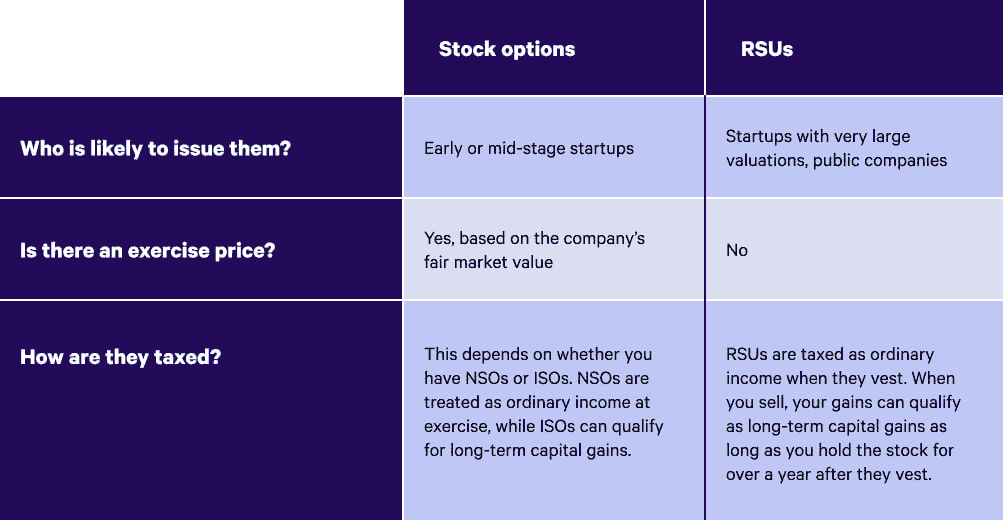 Stock options
RSUs
Who is likely to issue them?
Early or mid-stage startups
Startups with very large
valuations, public companies
Is there an exercise price?
Yes, based on the company’s
fair market value
No
How are they taxed?
This depends on whether you
have NSOs or ISOs. NSOs are
treated as ordinary income at
exercise, while ISOs can qualify
for long-term capital gains.
RSUs are taxed as ordinary
income when they vest. When
you sell, your gains can qualify
as long-term capital gains as
long as you hold the stock for
over a year after they vest.